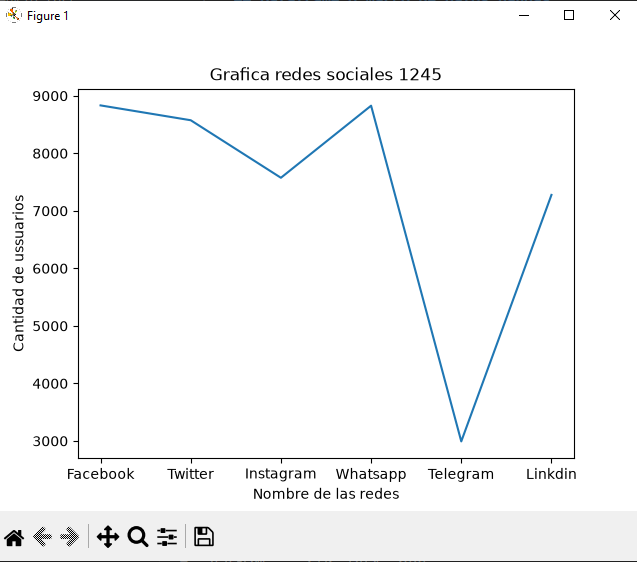 Figure 1
Grafica redes sociales 1245
9000
8000
7000
6000
5000
4000
3000
Cantidad de ussuarios
Facebook Twitter Instagram Whatsapp Telegram Linkdin
Nombre de las redes